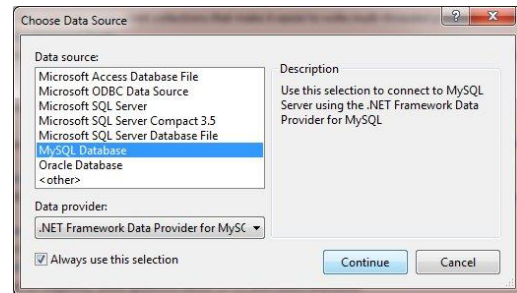 Choose Data Source
Data source:
Microsoft Access Database File
Microsoft ODBC Data Source
Microsoft SQL Server
Microsoft SQL Server Compact 3.5
Microsoft SQL Server Database File
MySQL Database
Oracle Database
<other>
Description
Use this selection to connect to MySQL
Server using the .NET Framework Data
Provider for MySQL
Data provider:
.NET Framework Data Provider for MySC
Always use this selection
Continue
Cancel